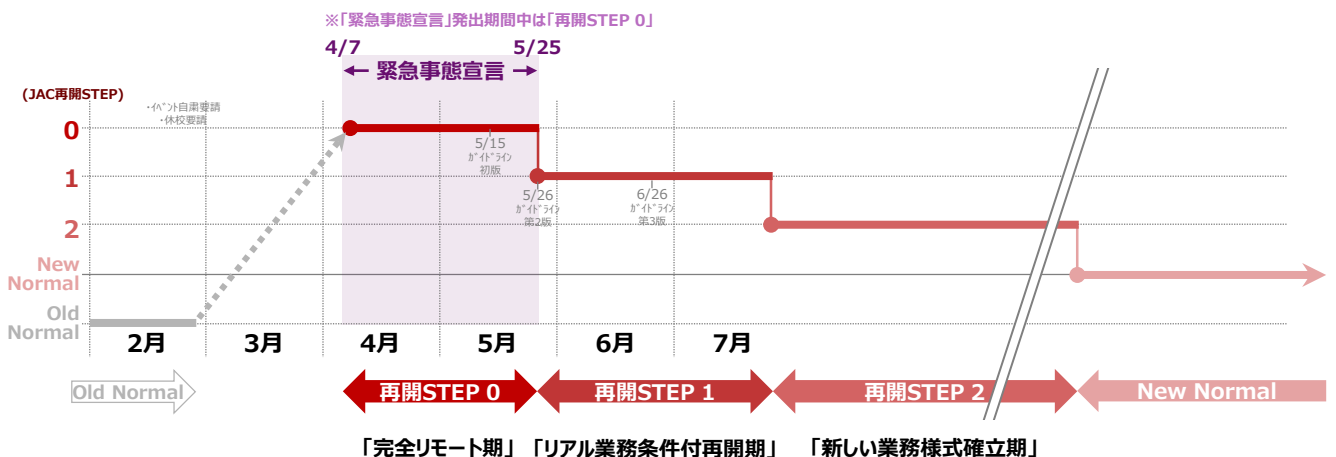 ※「緊急事態宣言」発出期間中は「再開STEP 0」
4/7
5/25
緊急事態宣言
(JAC再開STEP)
・ｲﾍﾞﾝﾄ自粛要請
・休校要請
0
5/15
ｶﾞｲﾄﾞﾗｲﾝ
初版
1
5/26
ｶﾞｲﾄﾞﾗｲﾝ
第2版
6/26
ｶﾞｲﾄﾞﾗｲﾝ
第3版
2
New
Normal
Old
Normal
2月
3月
4月
5月
6月
7月
Old Normal
再開STEP 0
再開STEP 1
再開STEP 2
New Normal
「完全リモート期」
「リアル業務条件付再開期」
「新しい業務様式確立期」